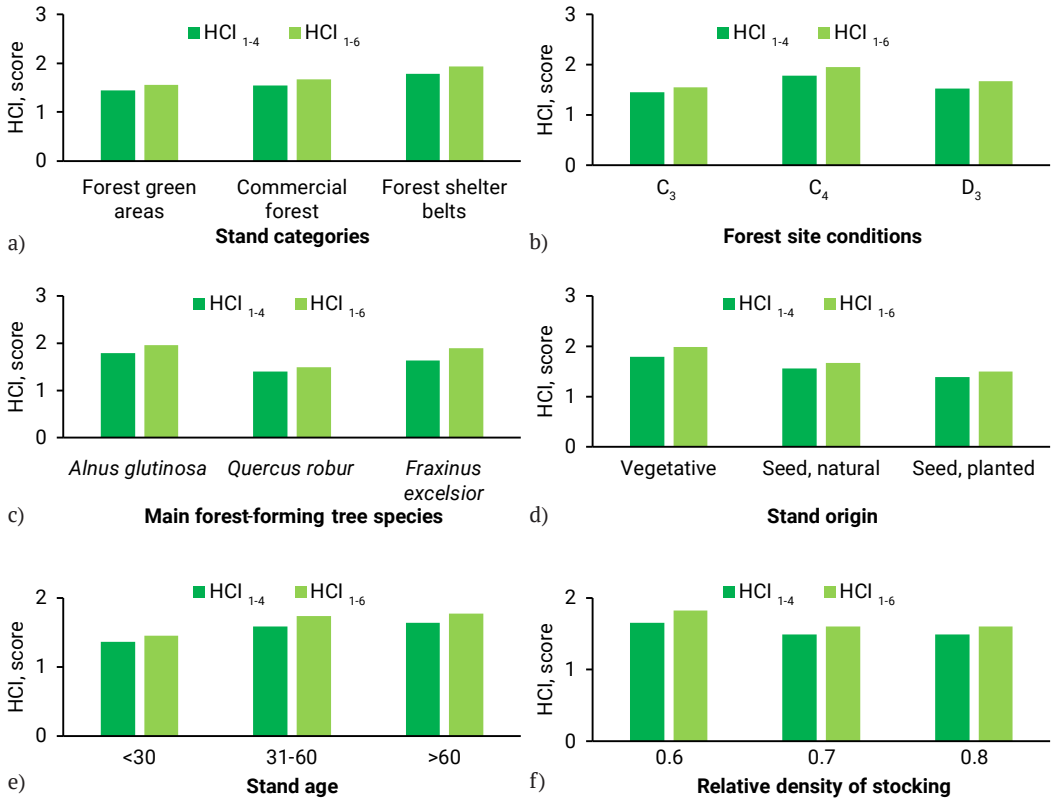 HCI, score
3
2
1
0
HCI 1-4
HCI 1-6
Forest green
areas
Commercial
forest
Forest shelter
belts
a)
Stand categories
HCI, score
3
2
1
0
HCI 1-4
HCI 1-6
C3
C4
D3
b)
Forest site conditions
HCI, score
3
2
1
0
HCI 1-4
HCI 1-6
Alnus glutinosa
Quercus robur
Fraxinus
excelsior
c)
Main forest-forming tree species
HCI, score
3
2
1
0
HCI 1-4
HCI 1-6
Vegetative
Seed, natural
Seed, planted
d)
Stand origin
HCI, score
2
1
0
HCI 1-4
HCI 1-6
<30
31-60
>60
e)
Stand age
HCI, score
2
1
0
HCI 1-4
HCI 1-6
0.6
0.7
0.8
f)
Relative density of stocking